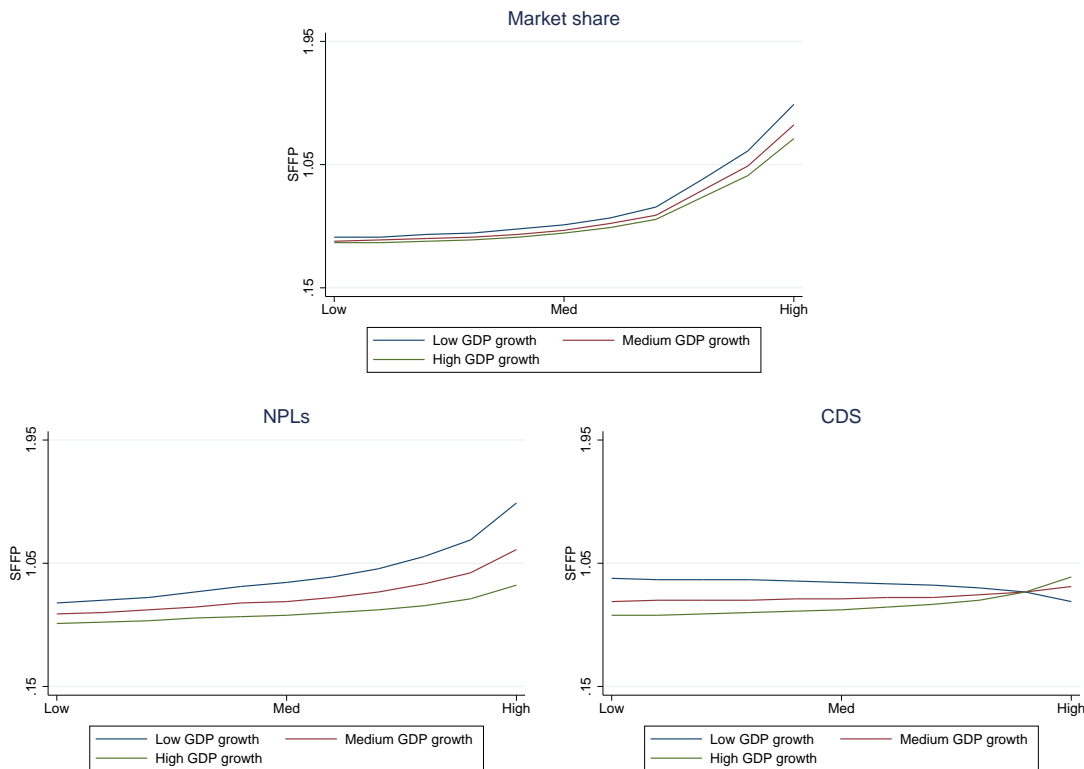 Market share
1.95
1.05
.15
SFFP
Low Med High
Low GDP growth Medium GDP growth
High GDP growth
NPLs
1.95
1.05
.15
SFFP
Low Med High
Low GDP growth Medium GDP growth
High GDP growth
CDS
1.95
1.05
.15
SFFP
Low Med High
Low GDP growth Medium GDP growth
High GDP growth